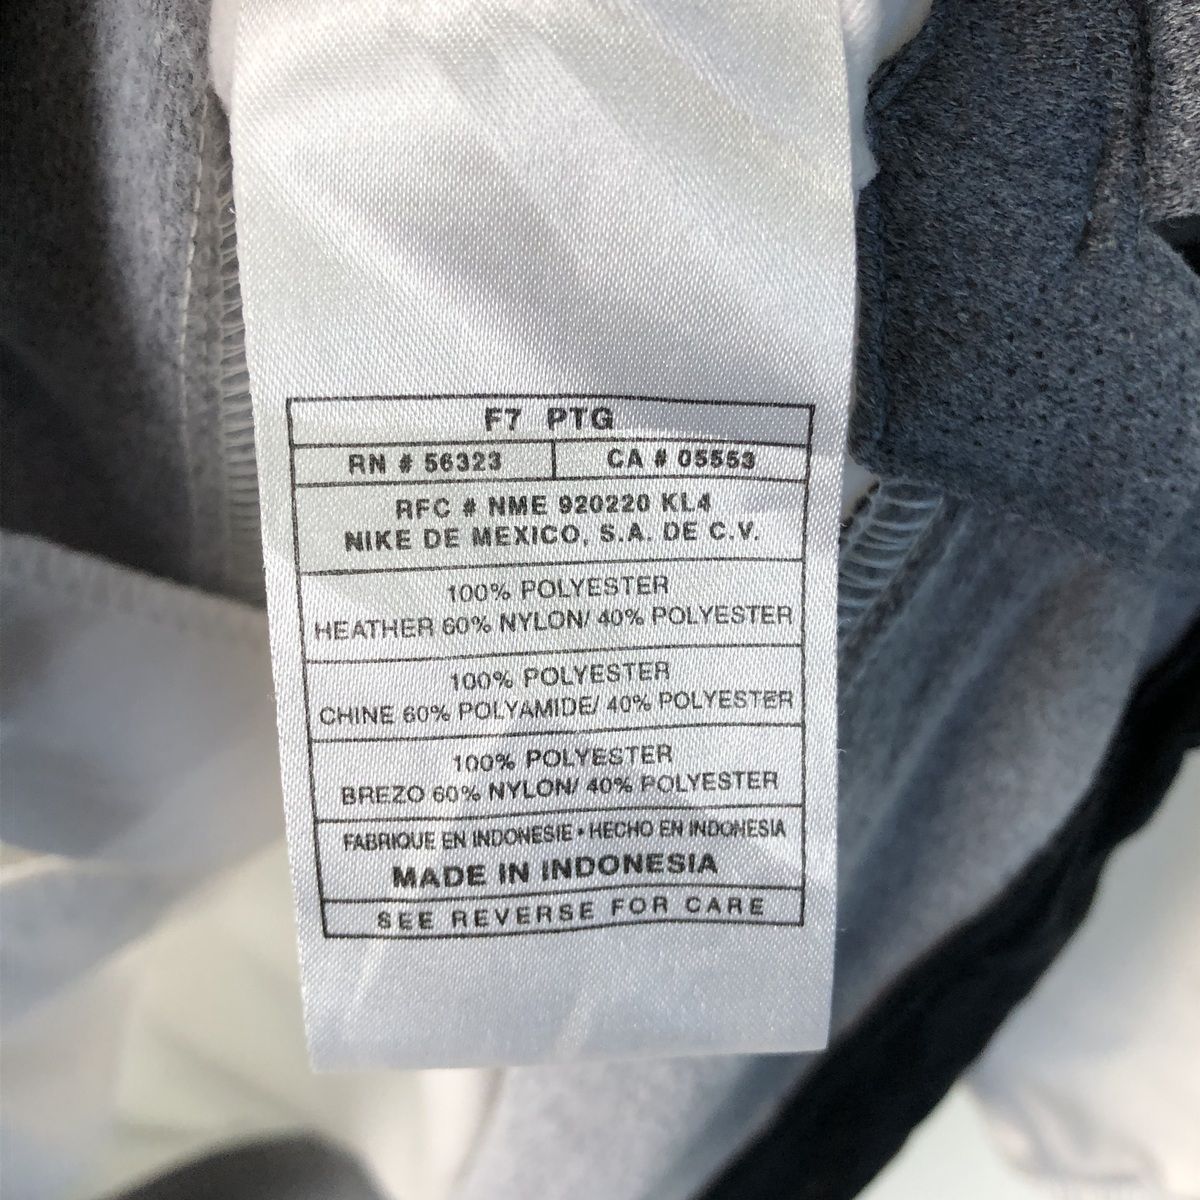 F7 PTG
RN # 56323 CA # 05553
RFC # NME 920220 KL4
NIKE DE MEXICO, S.A. DE C.V.
100% POLYESTER
HEATHER 60% NYLON/ 40% POLYESTER
100% POLYESTER
CHINE 60% POLYAMIDE/ 40% POLYESTER
100% POLYESTER
BREZO 60% NYLON/ 40% POLYESTER
FABRIQUE EN INDONESIE • HECHO EN INDONESIA
MADE IN INDONESIA
SEE REVERSE FOR CARE